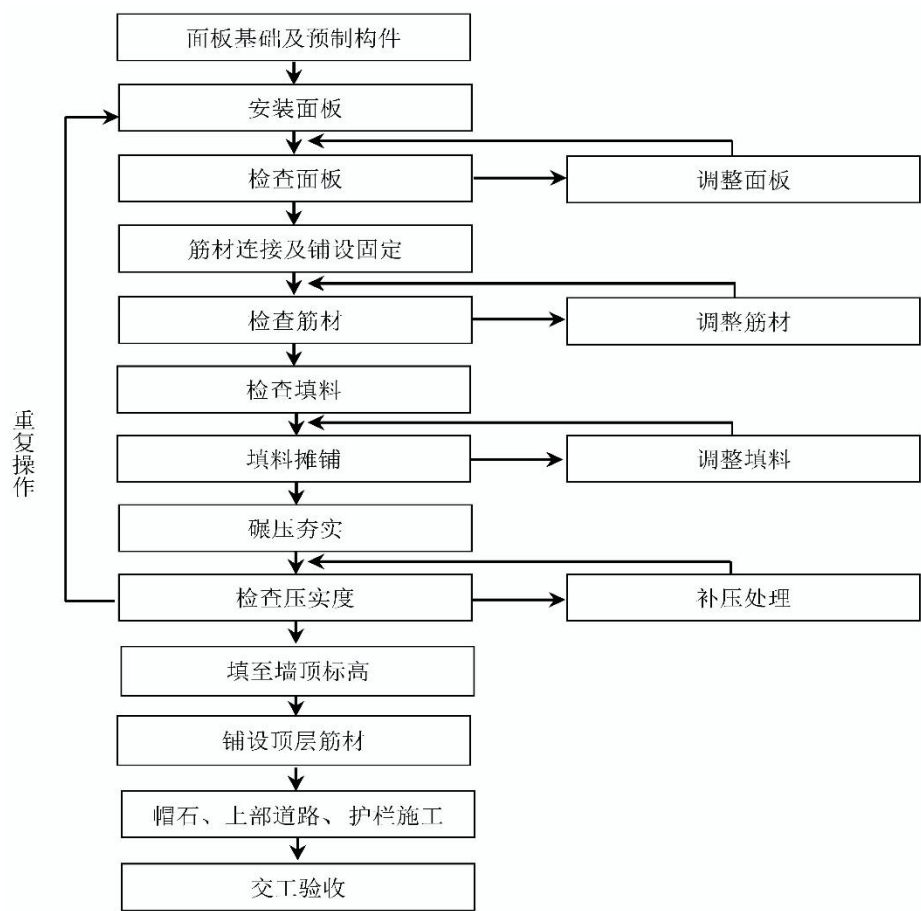 面板基础及预制构件
安装面板
检查面板
调整面板
筋材连接及铺设固定
检查筋材
调整筋材
检查填料
填料摊铺
调整填料
碾压夯实
检查压实度
补压处理
填至墙顶标高
铺设顶层筋材
帽石、上部道路、护栏施工
交工验收
重复操作